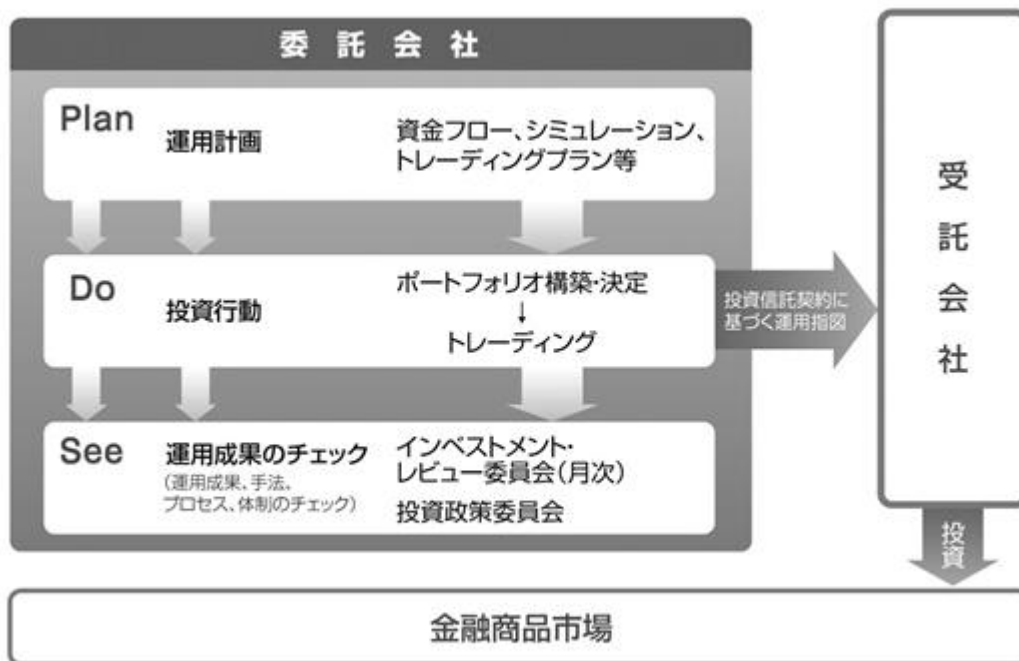 委託会社
Plan
運用計画
資金フロー、シミュレーション、
トレーディングプラン等
Do
投資行動
ポートフォリオ構築・決定
↓
トレーディング
投資信託契約に
基づく運用指図
See
運用成果のチェック
(運用成果、手法、
プロセス、体制のチェック)
インベストメント・
レビュー委員会(月次)
投資政策委員会
受託会社
投資
金融商品市場